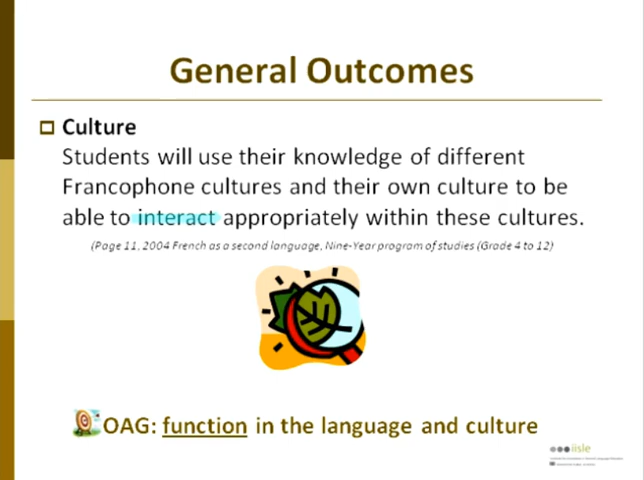 General Outcomes
Culture
Students will use their knowledge of different
Francophone cultures and their own culture to be
able to interact appropriately within these cultures.
(Page 11, 2004 French as a second language, Nine-Year program of studies (Grade 4 to 12)
OAG: function in the language and culture
iisle